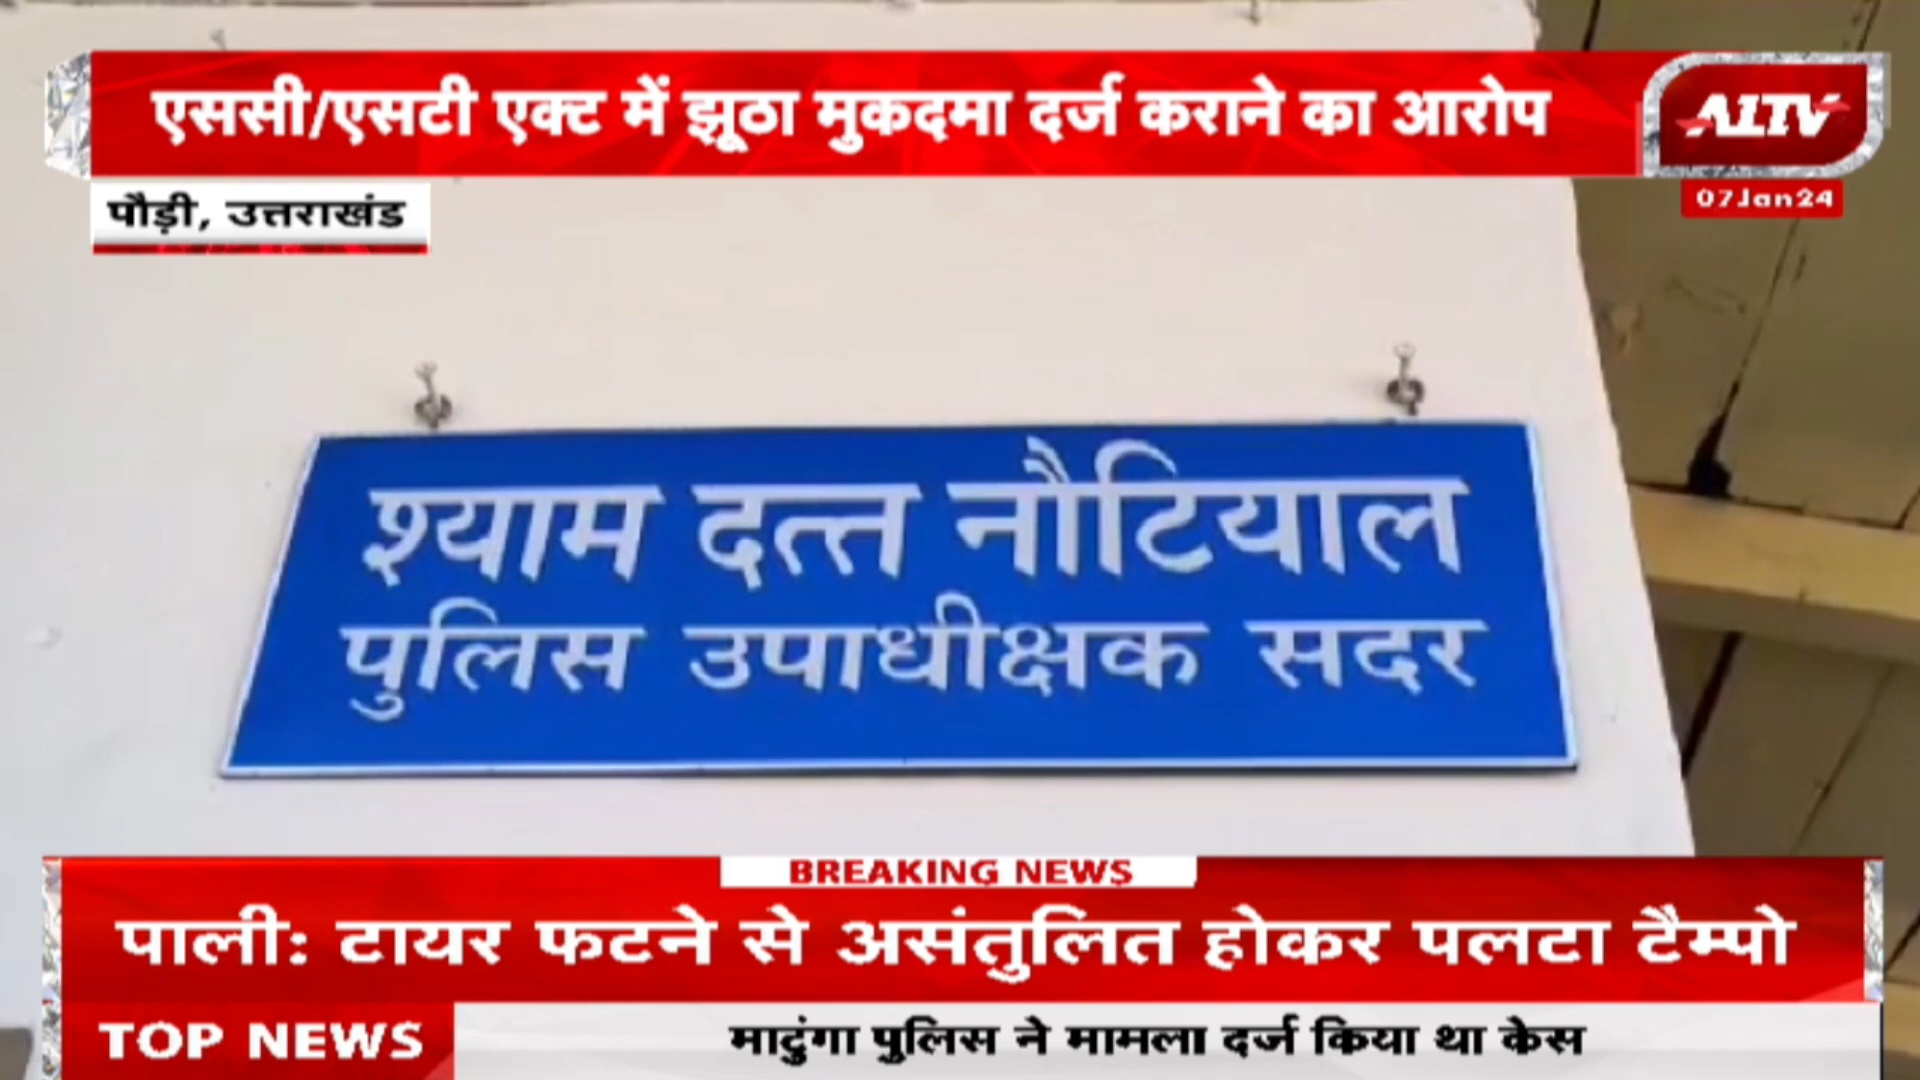 एससी/एसटी एक्ट में झूठा मुकदमा दर्ज कराने का आरोप
A1TV
07Jan24
पौड़ी, उत्तराखंड
श्याम दत्त नौटियाल
पुलिस उपाधीक्षक सदर
BREAKING NEWS
पाली: टायर फटने से असंतुलित होकर पलटा टैम्पो
TOP NEWS
माटुंगा पुलिस ने मामला दर्ज किया था केस